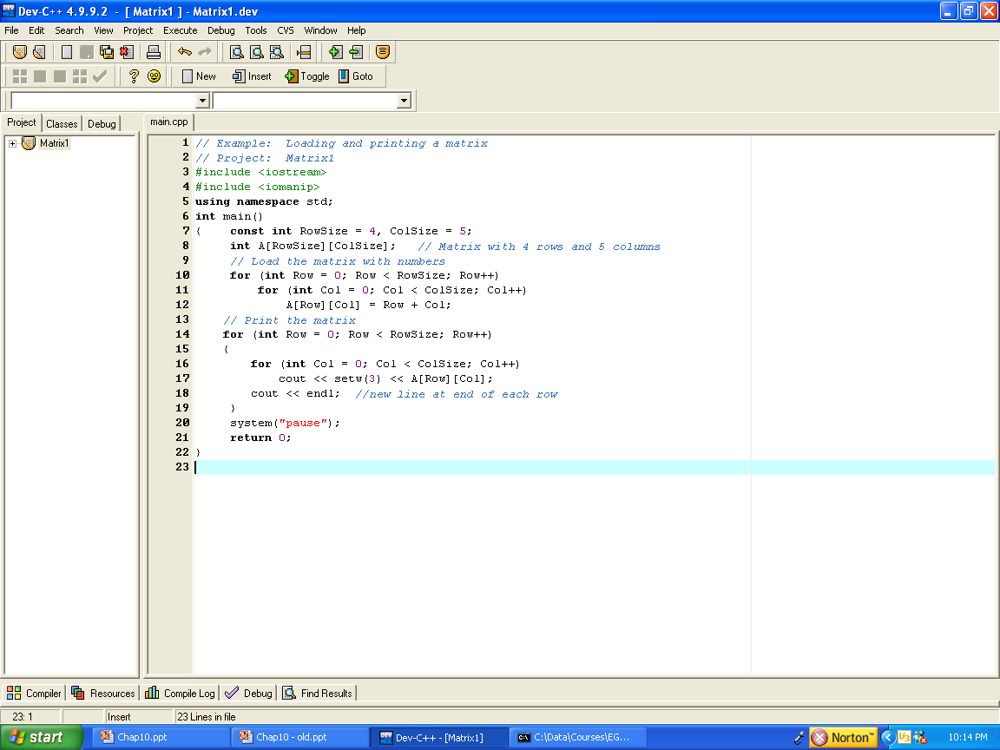 Dev-C++ 4.9.9.2 - [ Matrix1 ] - Matrix1.dev
File Edit Search View Project Execute Debug Tools CVS Window Help
New Insert Toggle Goto
Project Classes Debug main.cpp
Matrix1
1 // Example:  Loading and printing a matrix
2 // Project:  Matrix1
3 #include <iostream>
4 #include <iomanip>
5 using namespace std;
6 int main()
7 {    const int RowSize = 4, ColSize = 5;
8      int A[RowSize][ColSize];   // Matrix with 4 rows and 5 columns
9      // Load the matrix with numbers
10      for (int Row = 0; Row < RowSize; Row++)
11          for (int Col = 0; Col < ColSize; Col++)
12              A[Row][Col] = Row + Col;
13     // Print the matrix
14     for (int Row = 0; Row < RowSize; Row++)
15     {
16         for (int Col = 0; Col < ColSize; Col++)
17             cout << setw(3) << A[Row][Col];
18         cout << endl;  //new line at end of each row
19      }
20      system("pause");
21      return 0;
22 }
23
Compiler Resources Compile Log Debug Find Results
23: 1 Insert 23 Lines in file
start Chap10.ppt Chap10 - old.ppt Dev-C++ - [Matrix1] C:\Data\Courses\EG... Norton™ U3 10:14 PM